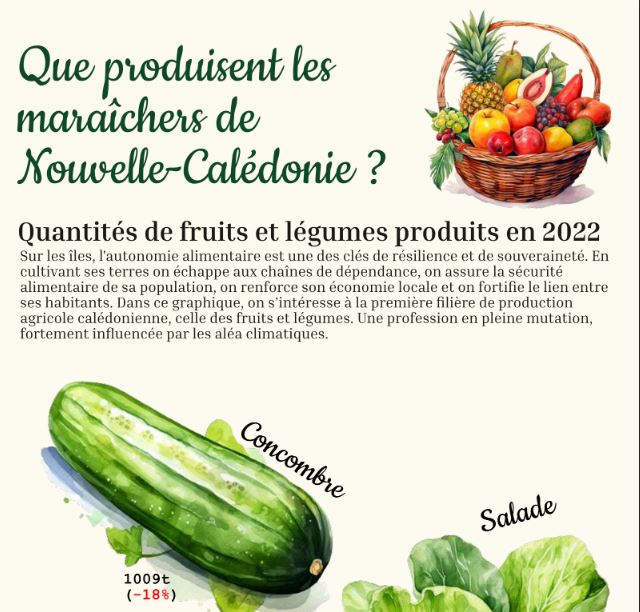 Que produisent les
maraîchers de
Nouvelle-Calédonie ?
Quantités de fruits et légumes produits en 2022
Sur les îles, l'autonomie alimentaire est une des clés de résilience et de souveraineté. En
cultivant ses terres on échappe aux chaînes de dépendance, on assure la sécurité
alimentaire de sa population, on renforce son économie locale et on fortifie le lien entre
ses habitants. Dans ce graphique, on s'intéresse à la première filière de production
agricole calédonienne, celle des fruits et légumes. Une profession en pleine mutation,
fortement influencée par les aléa climatiques.
Concombre
Salade
1009t
(-18%)